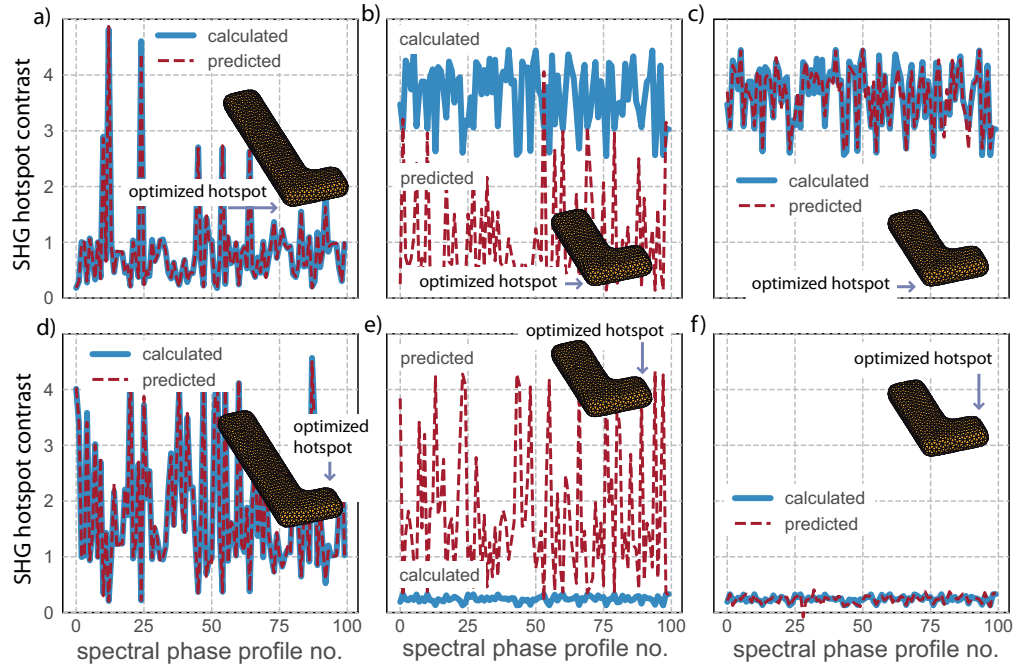 a)
b)
c)
SHG hotspot contrast
5
4
3
2
1
0
calculated
predicted
optimized hotspot
calculated
predicted
optimized hotspot
calculated
predicted
optimized hotspot
d)
e)
f)
SHG hotspot contrast
4
3
2
1
0
calculated
predicted
optimized
hotspot
0 25 50 75 100
spectral phase profile no.
optimized hotspot
predicted
calculated
0 25 50 75 100
spectral phase profile no.
optimized hotspot
calculated
predicted
0 25 50 75 100
spectral phase profile no.